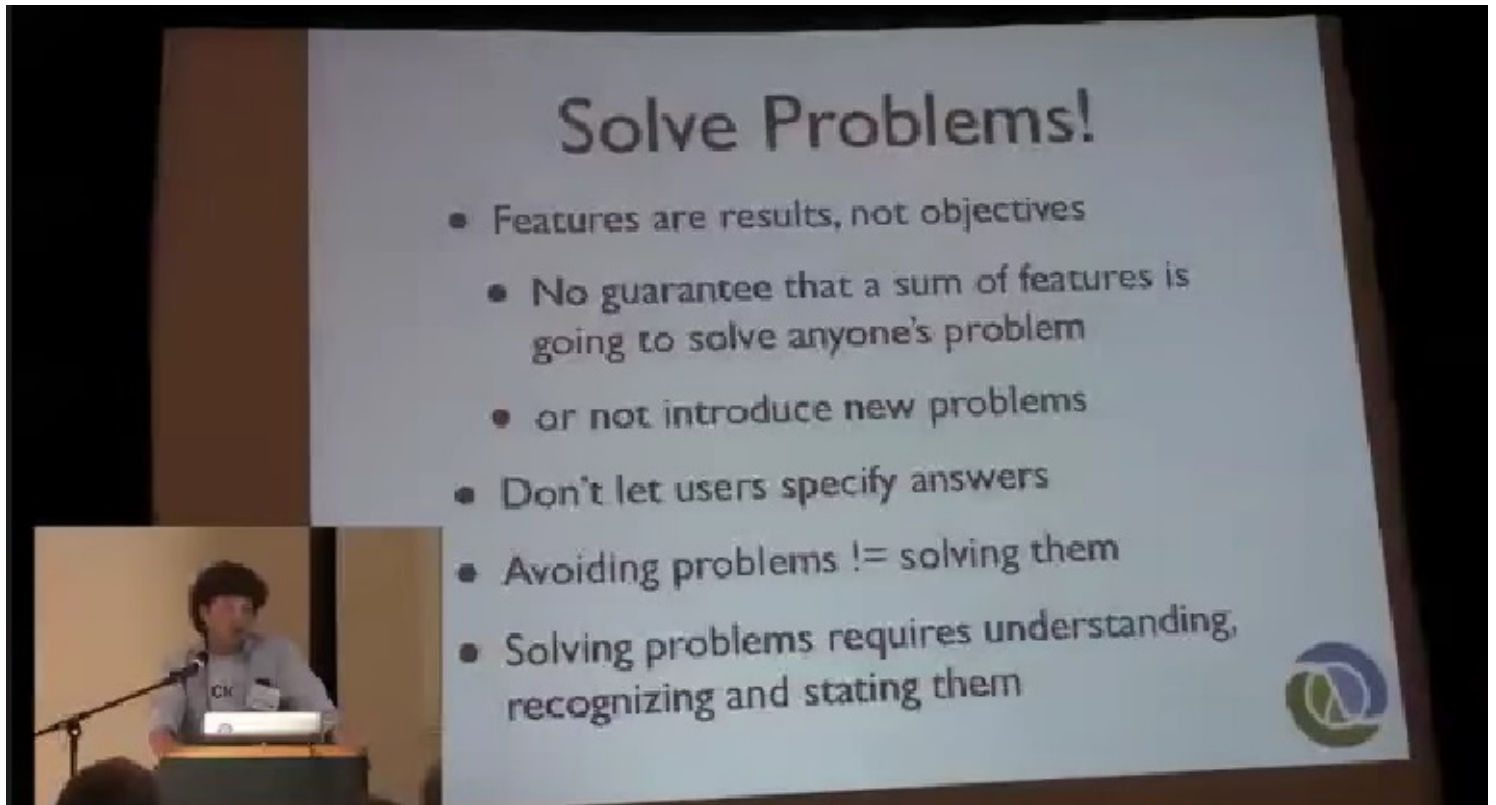 Solve Problems!
• Features are results, not objectives
• No guarantee that a sum of features is
going to solve anyone's problem
• or not introduce new problems
• Don't let users specify answers
• Avoiding problems != solving them
• Solving problems requires understanding,
recognizing and stating them